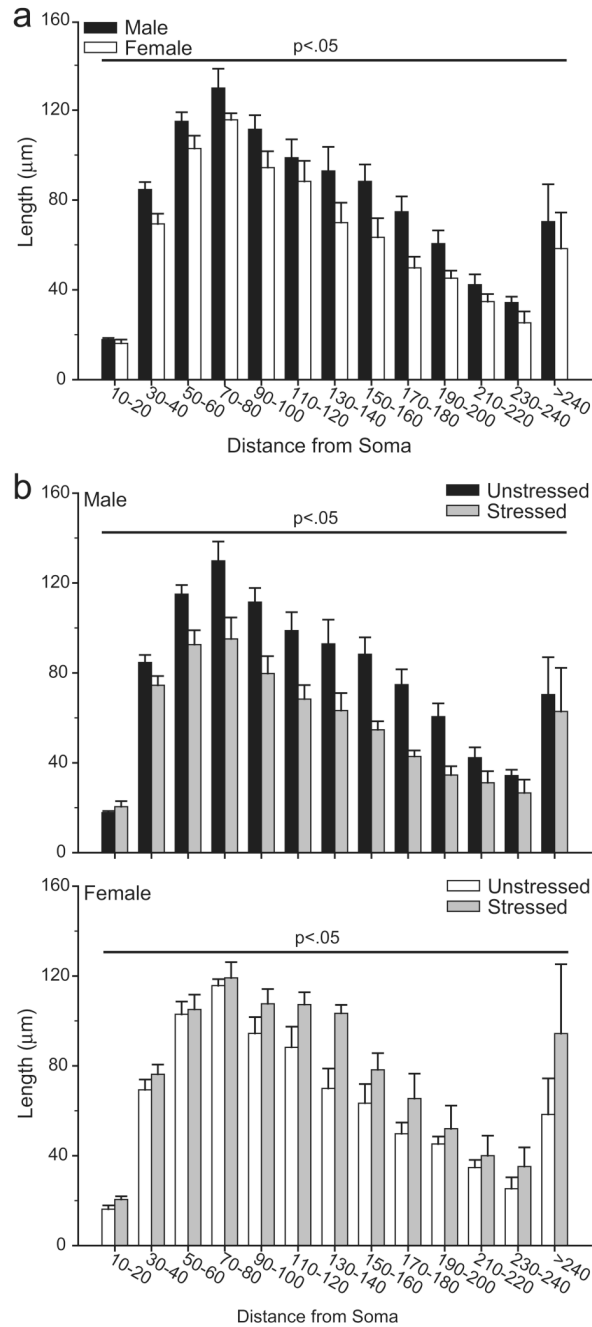 a
160
Male
Female
p<.05
120
80
40
0
Length (μm)
10-20
30-40
50-60
70-80
90-100
110-120
130-140
150-160
170-180
190-200
210-220
230-240
>240
Distance from Soma
b
160
Male
Unstressed
Stressed
p<.05
120
80
40
0
160
Female
Unstressed
Stressed
p<.05
120
80
40
0
Length (μm)
10-20
30-40
50-60
70-80
90-100
110-120
130-140
150-160
170-180
190-200
210-220
230-240
>240
Distance from Soma